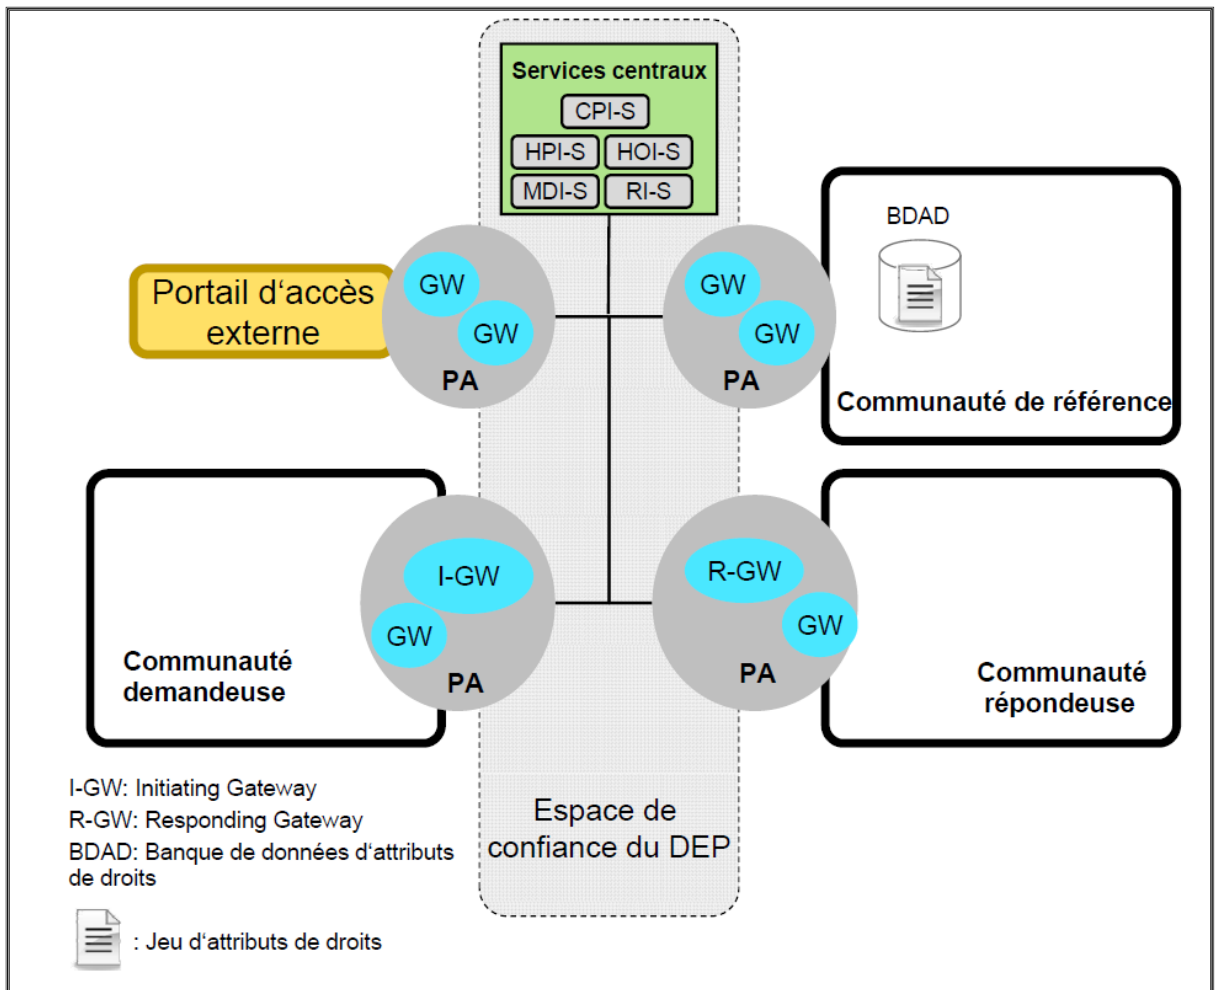 Services centraux
CPI-S
HPI-S HOI-S
MDI-S RI-S
BDAD
Portail d‘accès
externe
GW
GW
PA
GW
GW
PA
Communauté de référence
I-GW
GW
PA
Communauté
demandeuse
R-GW
GW
PA
Communauté
répondeuse
I-GW: Initiating Gateway
R-GW: Responding Gateway
BDAD: Banque de données d‘attributs
de droits
: Jeu d‘attributs de droits
Espace de
confiance du DEP